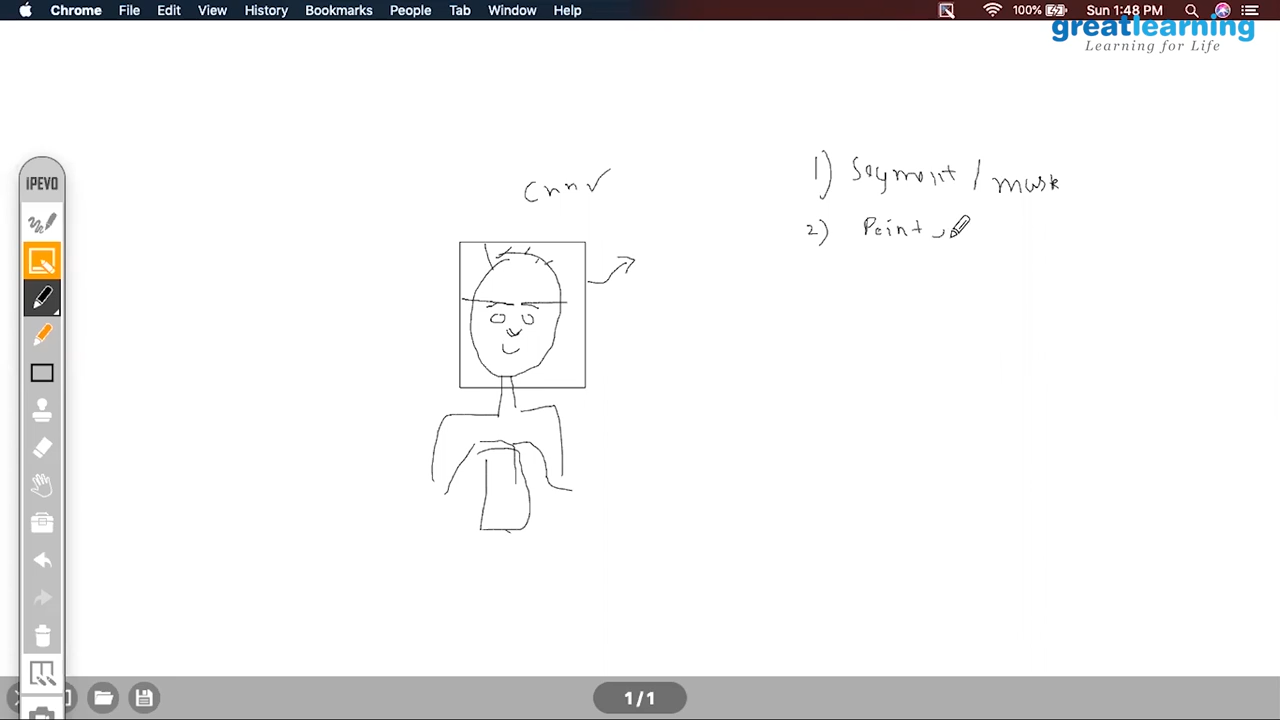 Chrome File Edit View History Bookmarks People Tab Window Help 100% Sun 1:48 PM
greatlearning
Learning for Life
IPEVO
Cnn
1) Segment / mask
2) Point
1/1